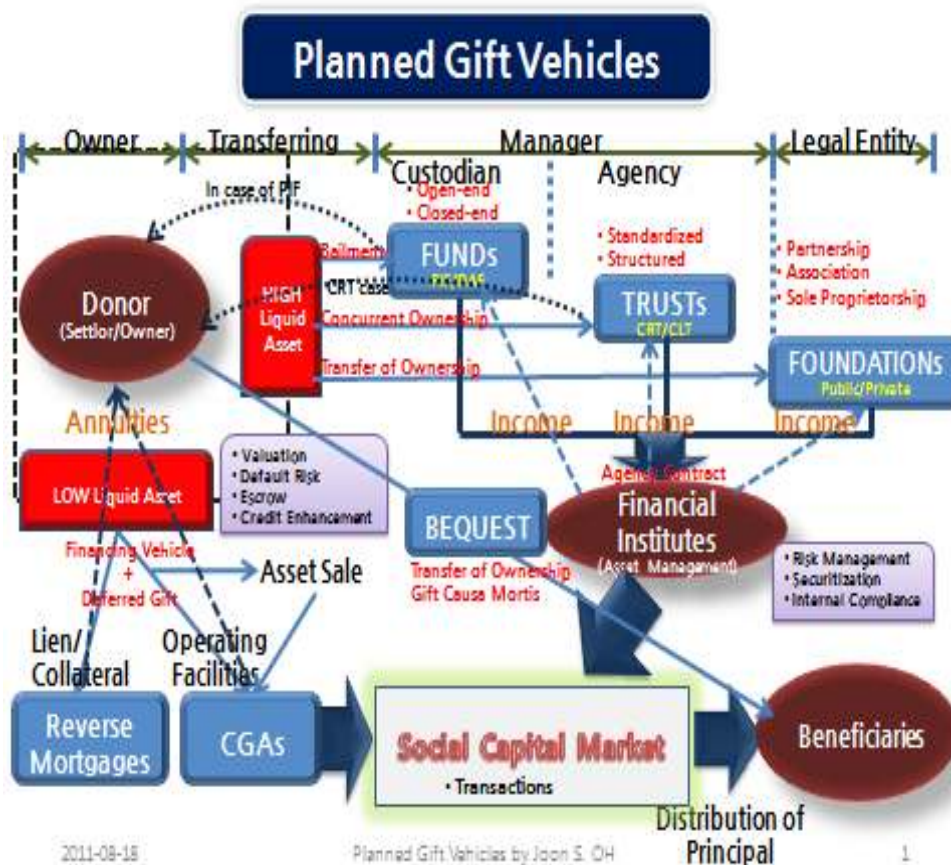 Planned Gift Vehicles
Owner
Transferring
Manager
Legal Entity
Custodian
Agency
In case of PIF
• Open-end
• Closed-end
• Standardized
• Structured
• Partnership
• Association
• Sole Proprietorship
Donor
(Settlor/Owner)
HIGH
Liquid
Asset
Bailment
CRT case
Concurrent Ownership
Transfer of Ownership
FUNDs
TRUSTs
CRT/CLT
FOUNDATIONs
Public/Private
Annuities
Income
Income
Income
LOW Liquid Asset
• Valuation
• Default Risk
• Escrow
• Credit Enhancement
Agency Contract
Financial
Institutes
(Asset Management)
BEQUEST
Transfer of Ownership
Gift Causa Mortis
• Risk Management
• Securitization
• Internal Compliance
Financing Vehicle
+
Deferred Gift
Asset Sale
Lien/
Collateral
Operating
Facilities
Reverse
Mortgages
CGAs
Social Capital Market
• Transactions
Beneficiaries
Distribution of
Principal
2011-08-18
Planned Gift Vehicles by Joon S. OH
1